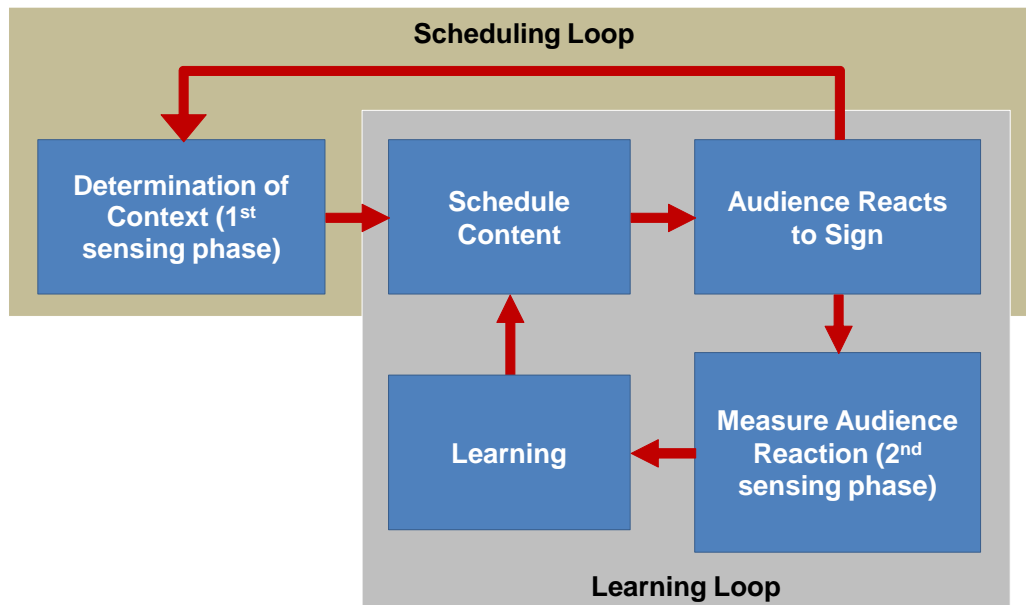 Scheduling Loop
Determination of
Context (1st
sensing phase)
Schedule
Content
Audience Reacts
to Sign
Learning
Measure Audience
Reaction (2nd
sensing phase)
Learning Loop